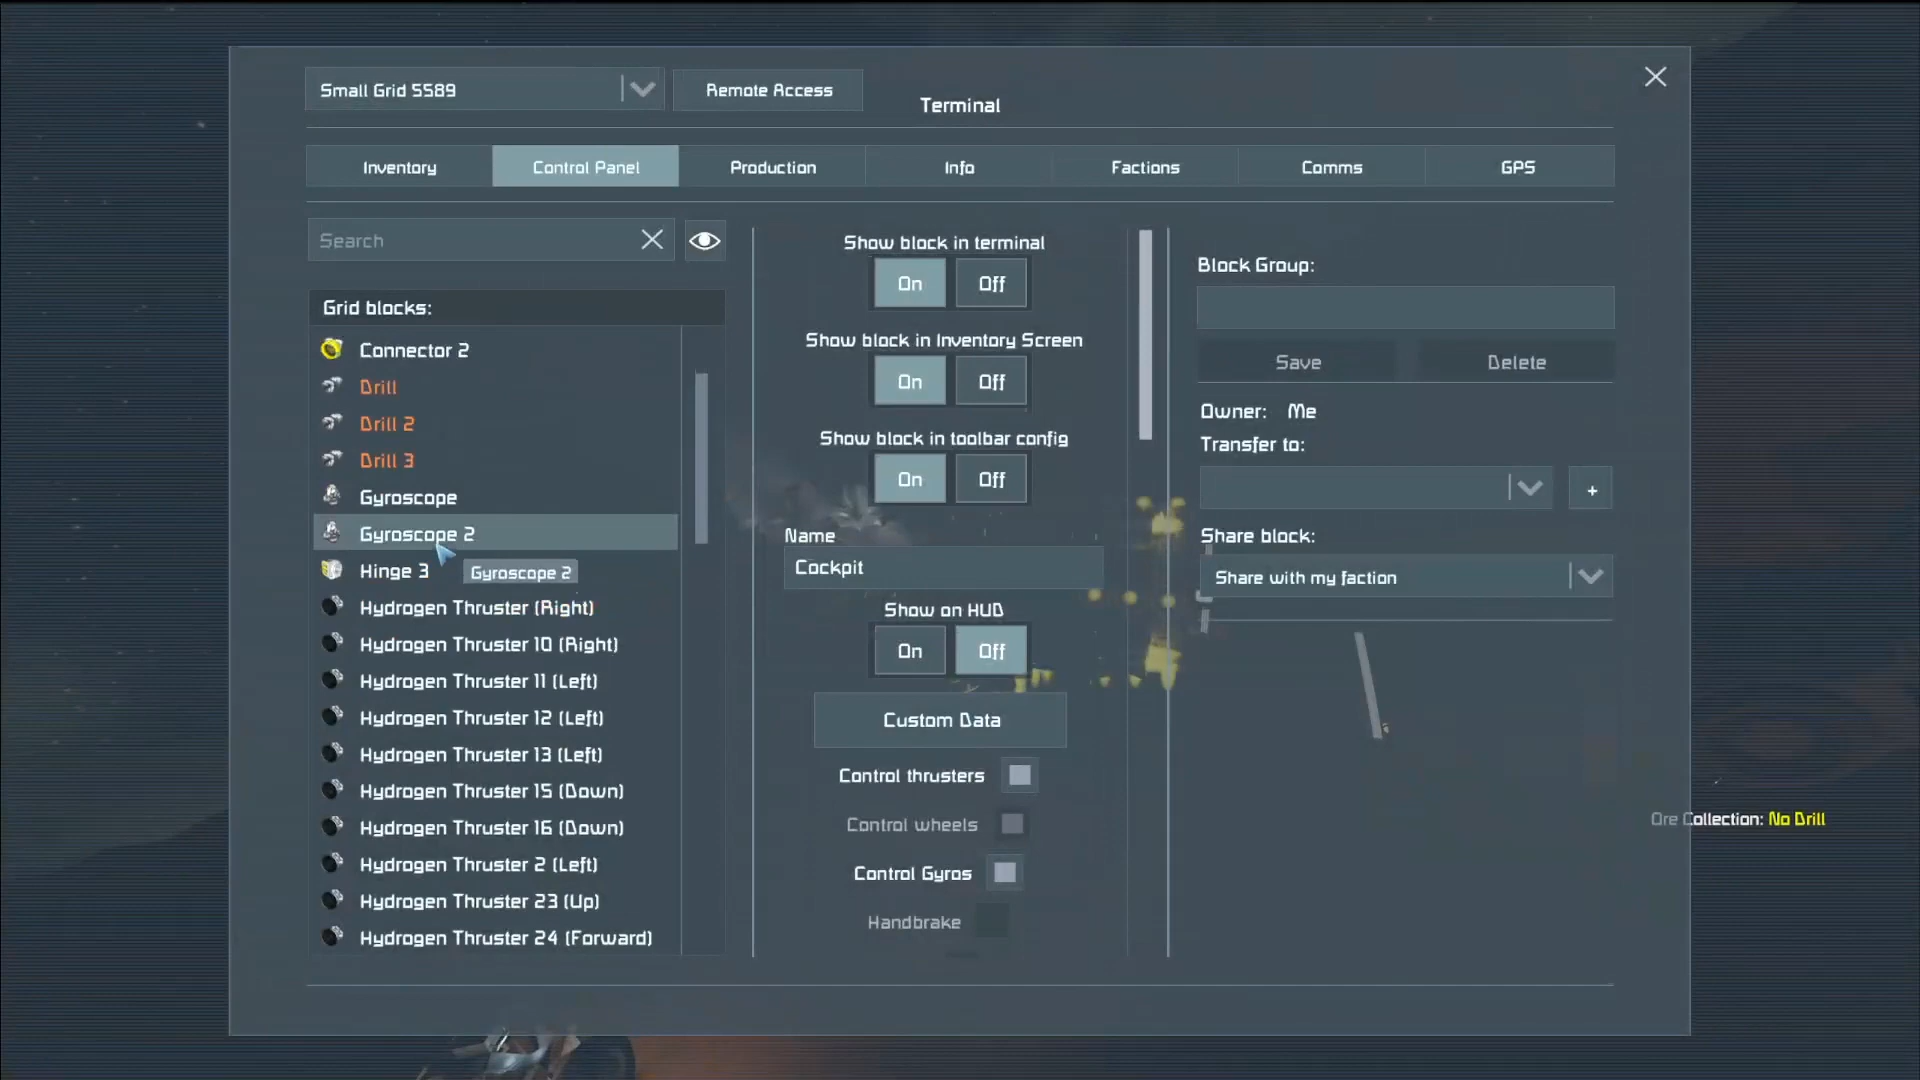 Small Grid 5589
Remote Access
Terminal
Inventory
Control Panel
Production
Info
Factions
Comms
GPS
Search
Grid blocks:
Connector 2
Drill
Drill 2
Drill 3
Gyroscope
Gyroscope 2
Hinge 3
Gyroscope 2
Hydrogen Thruster (Right)
Hydrogen Thruster 10 (Right)
Hydrogen Thruster 11 (Left)
Hydrogen Thruster 12 (Left)
Hydrogen Thruster 13 (Left)
Hydrogen Thruster 15 (Down)
Hydrogen Thruster 16 (Down)
Hydrogen Thruster 2 (Left)
Hydrogen Thruster 23 (Up)
Hydrogen Thruster 24 (Forward)
Show block in terminal
On Off
Show block in Inventory Screen
On Off
Show block in toolbar config
On Off
Name
Cockpit
Show on HUD
On Off
Custom Data
Control thrusters
Control wheels
Control Gyros
Handbrake
Block Group:
Save Delete
Owner: Me
Transfer to:
+
Share block:
Share with my faction
Ore Collection: No Drill